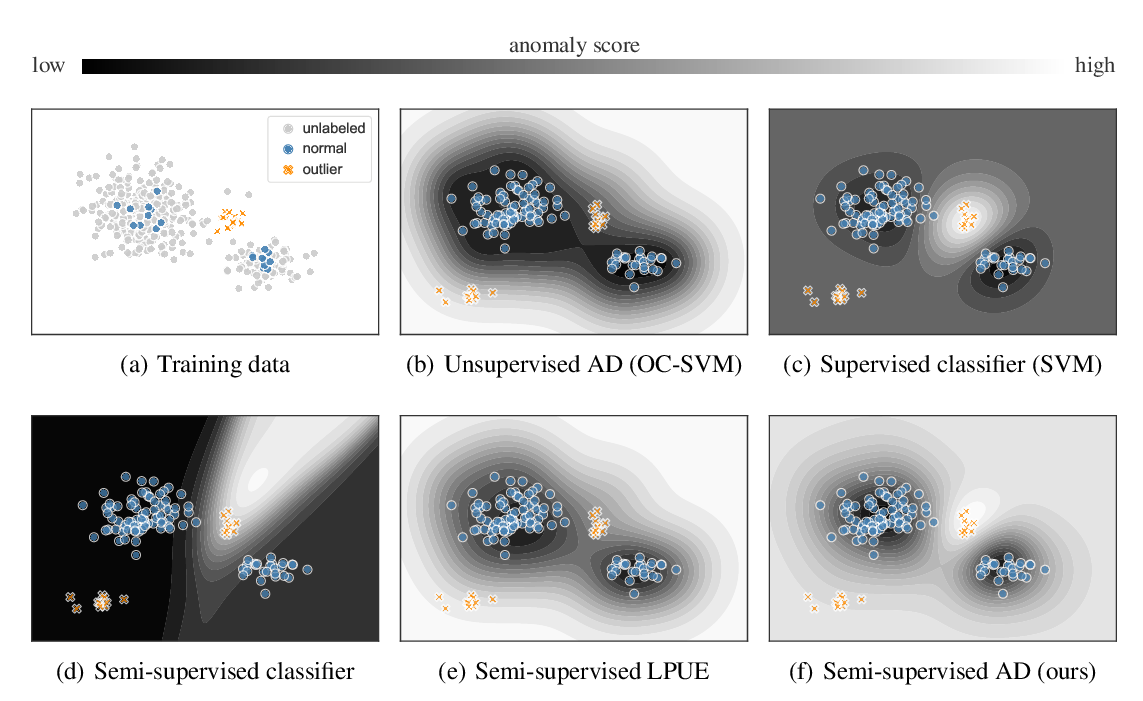 anomaly score
low
high
unlabeled
normal
outlier
(a) Training data
(b) Unsupervised AD (OC-SVM)
(c) Supervised classifier (SVM)
(d) Semi-supervised classifier
(e) Semi-supervised LPUE
(f) Semi-supervised AD (ours)